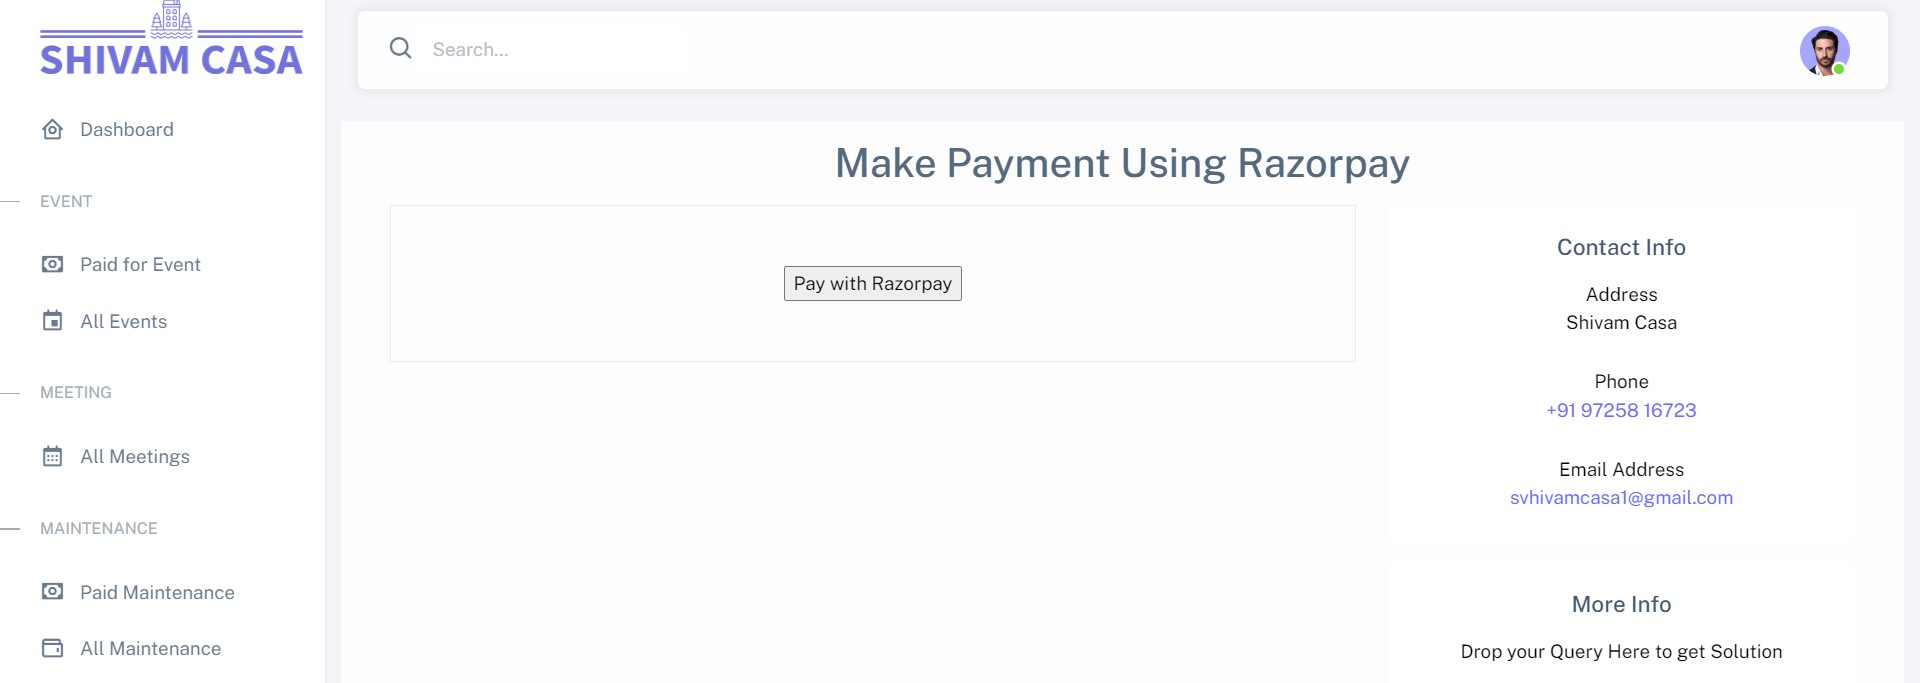 SHIVAM CASA
Dashboard
EVENT
Paid for Event
All Events
MEETING
All Meetings
MAINTENANCE
Paid Maintenance
All Maintenance
Search...
Make Payment Using Razorpay
Pay with Razorpay
Contact Info
Address
Shivam Casa
Phone
+91 97258 16723
Email Address
svhivamcasa1@gmail.com
More Info
Drop your Query Here to get Solution